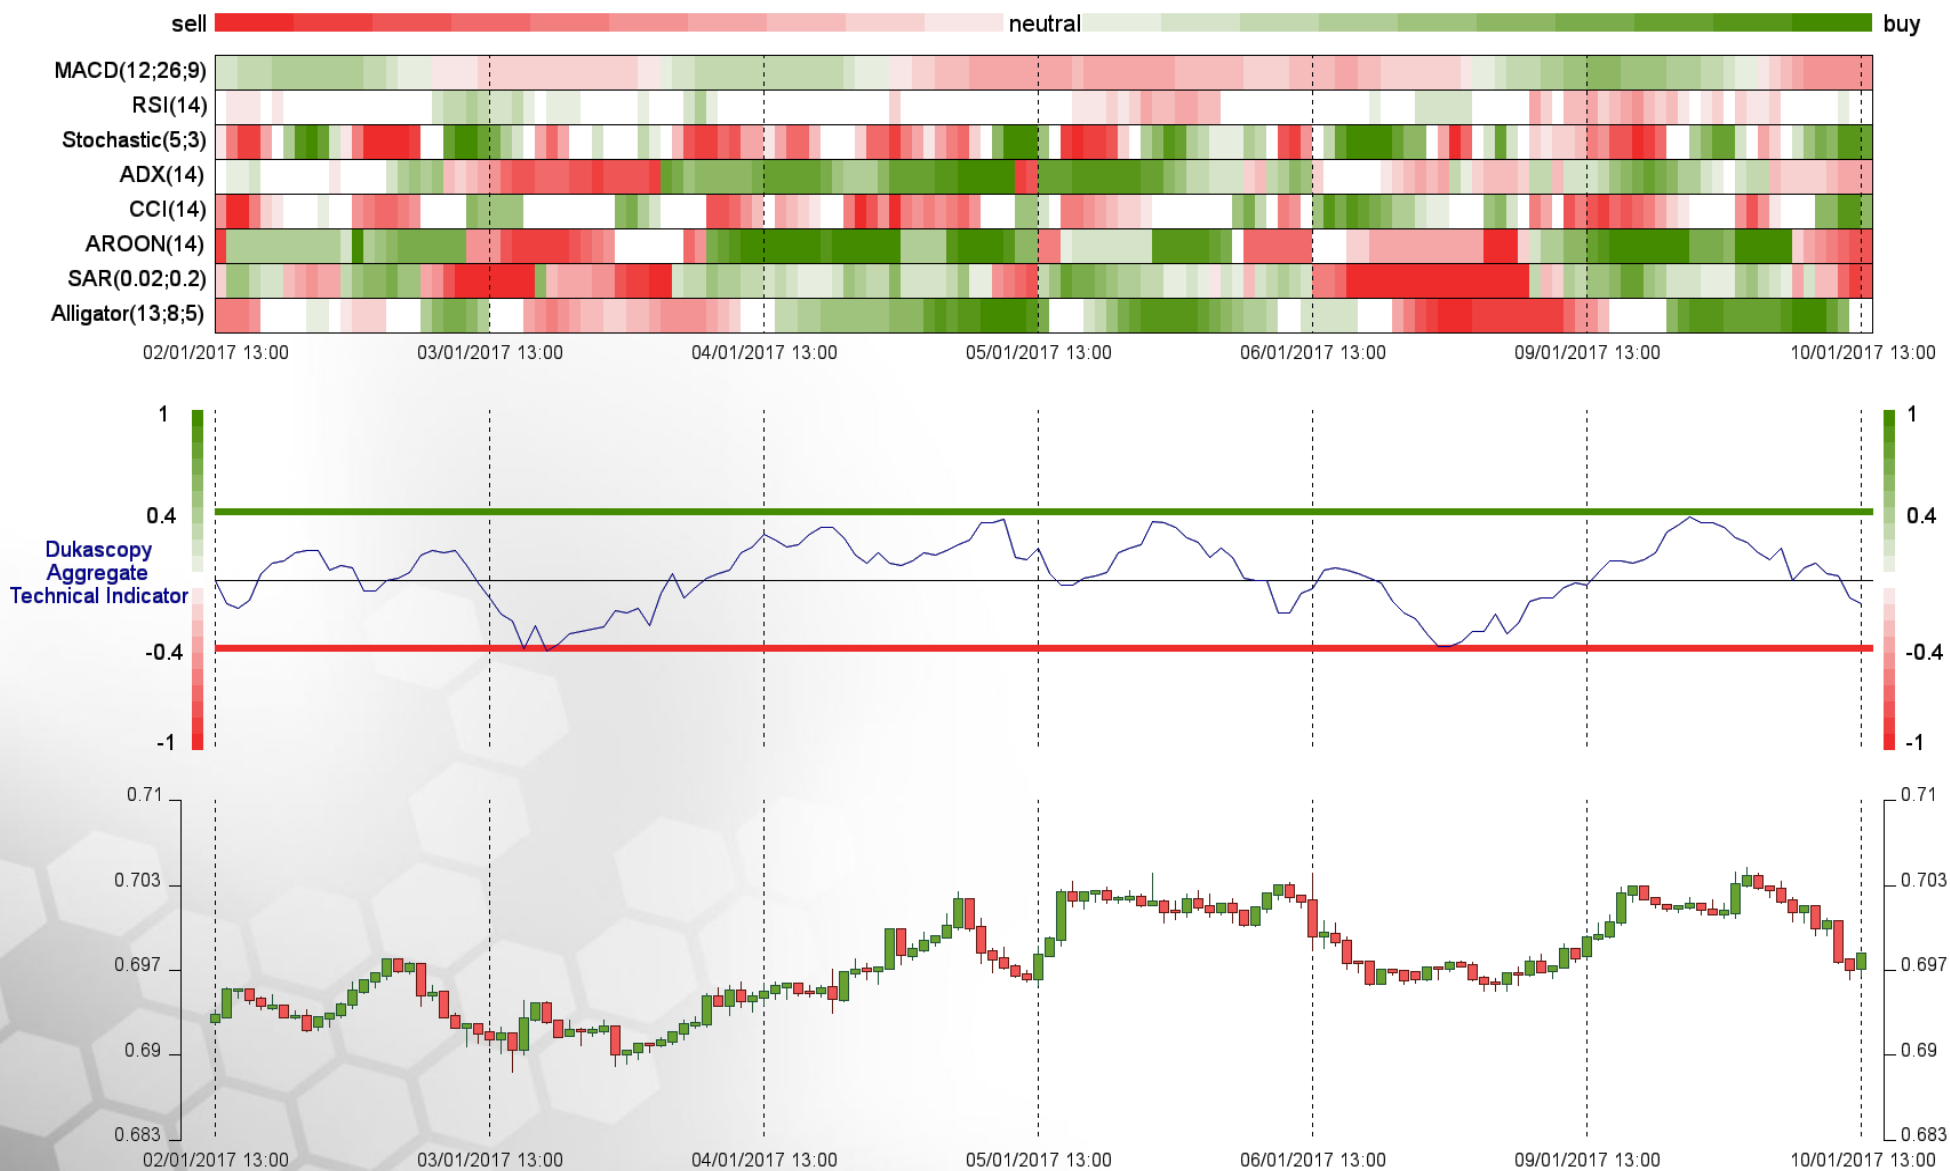 sell neutral buy
MACD(12;26;9)
RSI(14)
Stochastic(5;3)
ADX(14)
CCI(14)
AROON(14)
SAR(0.02;0.2)
Alligator(13;8;5)
02/01/2017 13:00 03/01/2017 13:00 04/01/2017 13:00 05/01/2017 13:00 06/01/2017 13:00 09/01/2017 13:00 10/01/2017 13:00
1 1
0.4 0.4
Dukascopy
Aggregate
Technical Indicator
-0.4 -0.4
-1 -1
0.71 0.71
0.703 0.703
0.697 0.697
0.69 0.69
0.683 0.683
02/01/2017 13:00 03/01/2017 13:00 04/01/2017 13:00 05/01/2017 13:00 06/01/2017 13:00 09/01/2017 13:00 10/01/2017 13:00